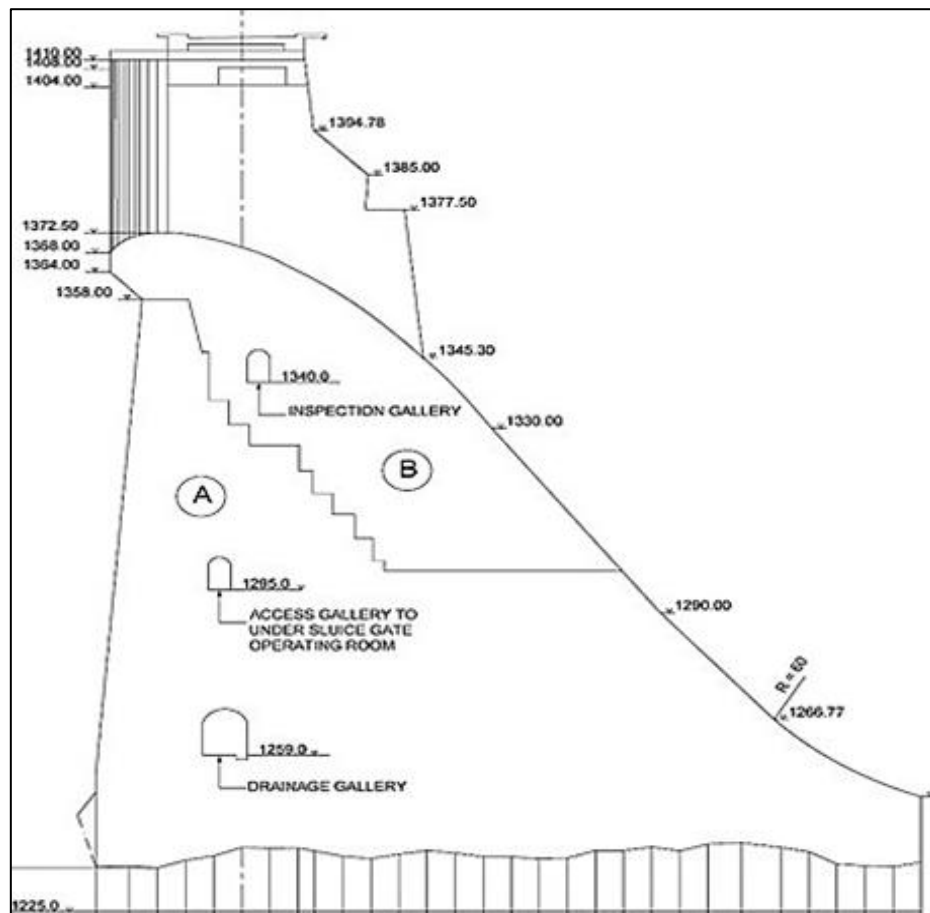 1410.00
1408.00
1404.00
1394.78
1385.00
1377.50
1372.50
1368.00
1364.00
1358.00
1345.30
1340.0
INSPECTION GALLERY
1330.00
B
A
1295.0
ACCESS GALLERY TO
UNDER SLUICE GATE
OPERATING ROOM
1290.00
R = 60
1266.77
1259.0
DRAINAGE GALLERY
1225.0